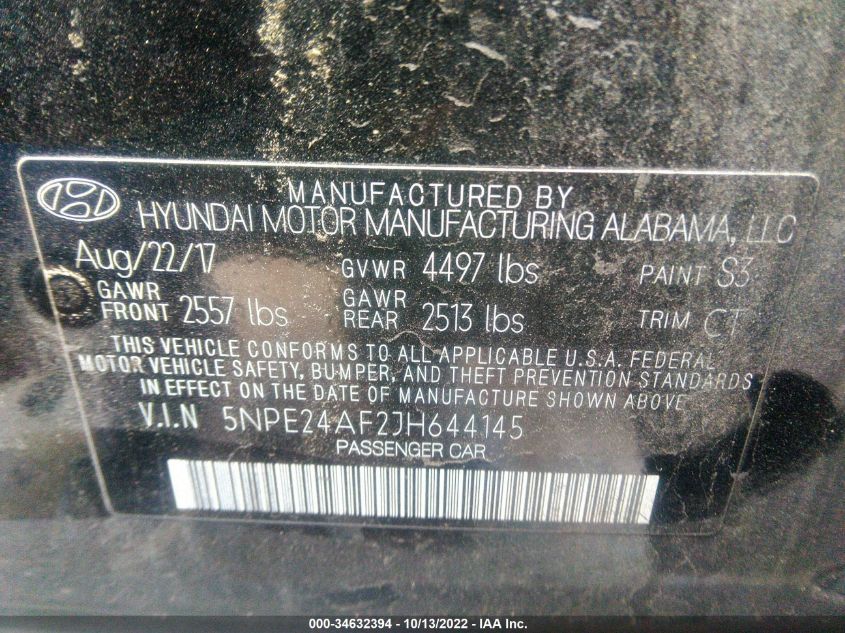 MANUFACTURED BY
HYUNDAI MOTOR MANUFACTURING ALABAMA, LLC
Aug/22/17 GVWR 4497 lbs PAINT S3
GAWR FRONT 2557 lbs GAWR REAR 2513 lbs TRIM CT
THIS VEHICLE CONFORMS TO ALL APPLICABLE U.S.A. FEDERAL
MOTOR VEHICLE SAFETY, BUMPER, AND THEFT PREVENTION STANDARDS
IN EFFECT ON THE DATE OF MANUFACTURE SHOWN ABOVE
V.I.N 5NPE24AF2JH644145
PASSENGER CAR
000-34632394 - 10/13/2022 - IAA Inc.